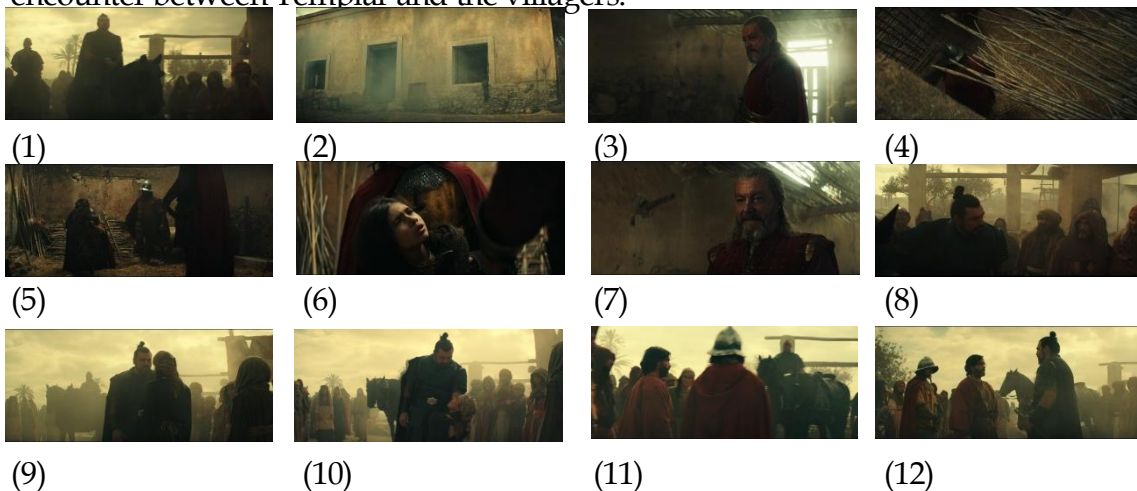 encounter between Templar and the villagers.
(1) (2) (3) (4)
(5) (6) (7) (8)
(9) (10) (11) (12)